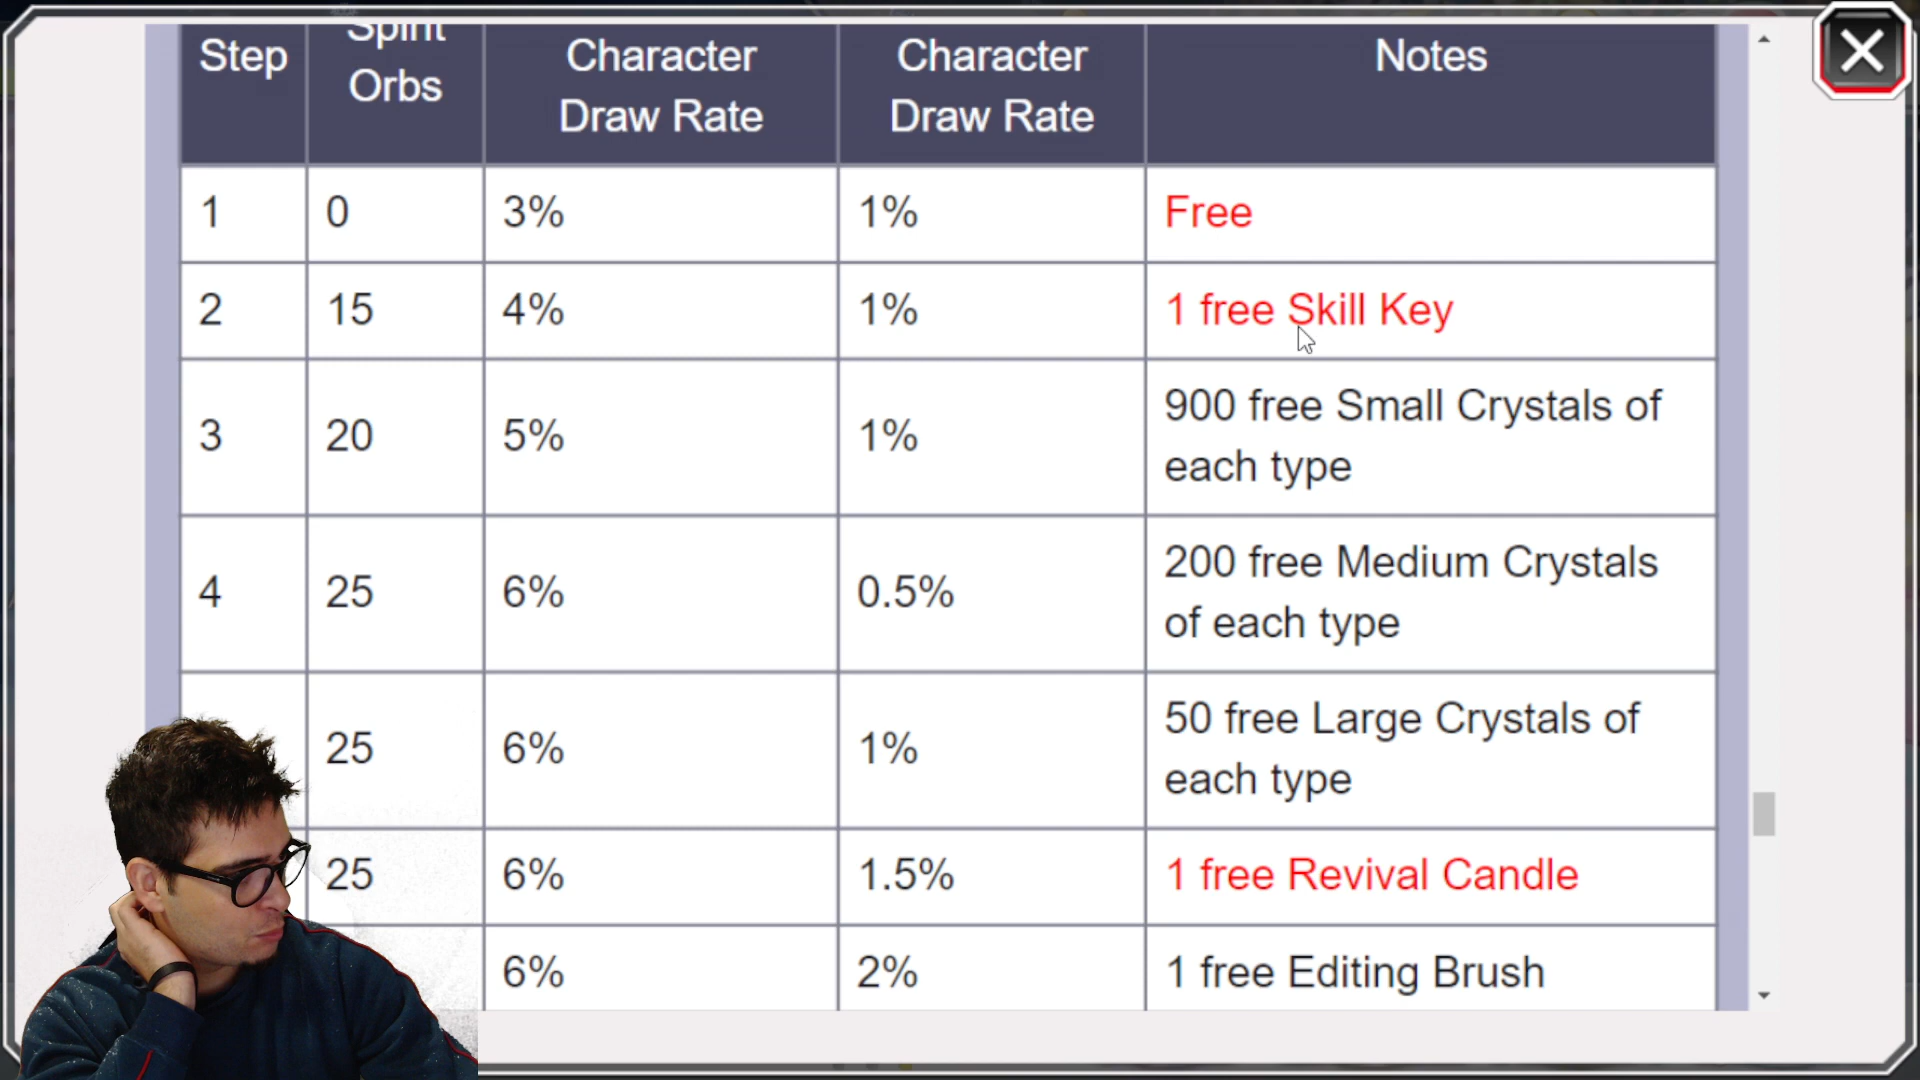 Step Spirit Orbs Character Draw Rate Character Draw Rate Notes
1 0 3% 1% Free
2 15 4% 1% 1 free Skill Key
3 20 5% 1% 900 free Small Crystals of
each type
4 25 6% 0.5% 200 free Medium Crystals
of each type
25 6% 1% 50 free Large Crystals of
each type
25 6% 1.5% 1 free Revival Candle
6% 2% 1 free Editing Brush